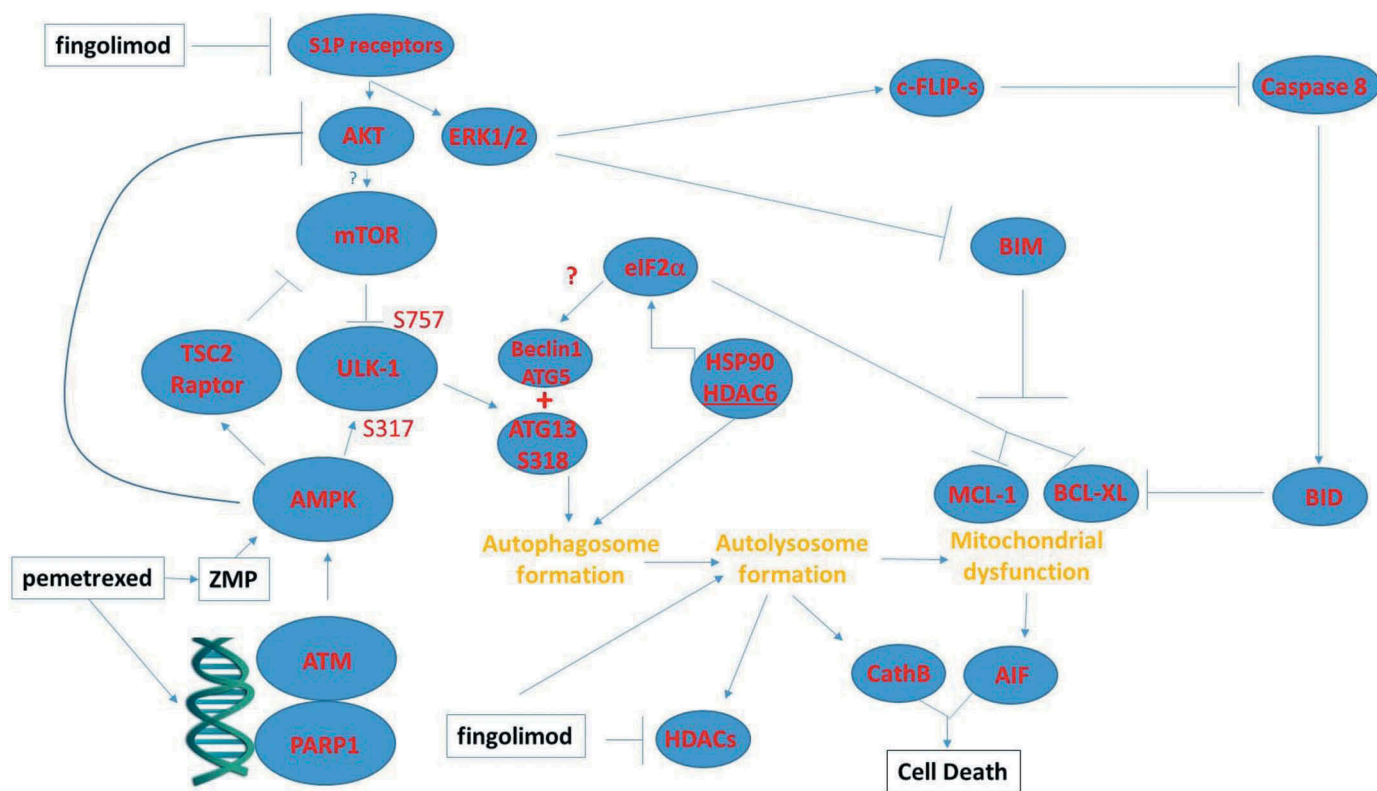 fingolimod
S1P receptors
c-FLIP-s
Caspase 8
AKT
ERK1/2
?
mTOR
BIM
eIF2α
?
S757
TSC2
Raptor
ULK-1
Beclin1
ATG5
+
ATG13
S318
HSP90
HDAC6
S317
AMPK
MCL-1
BCL-XL
BID
Autophagosome
formation
Autolysosome
formation
Mitochondrial
dysfunction
pemetrexed
ZMP
ATM
PARP1
CathB
AIF
fingolimod
HDACs
Cell Death